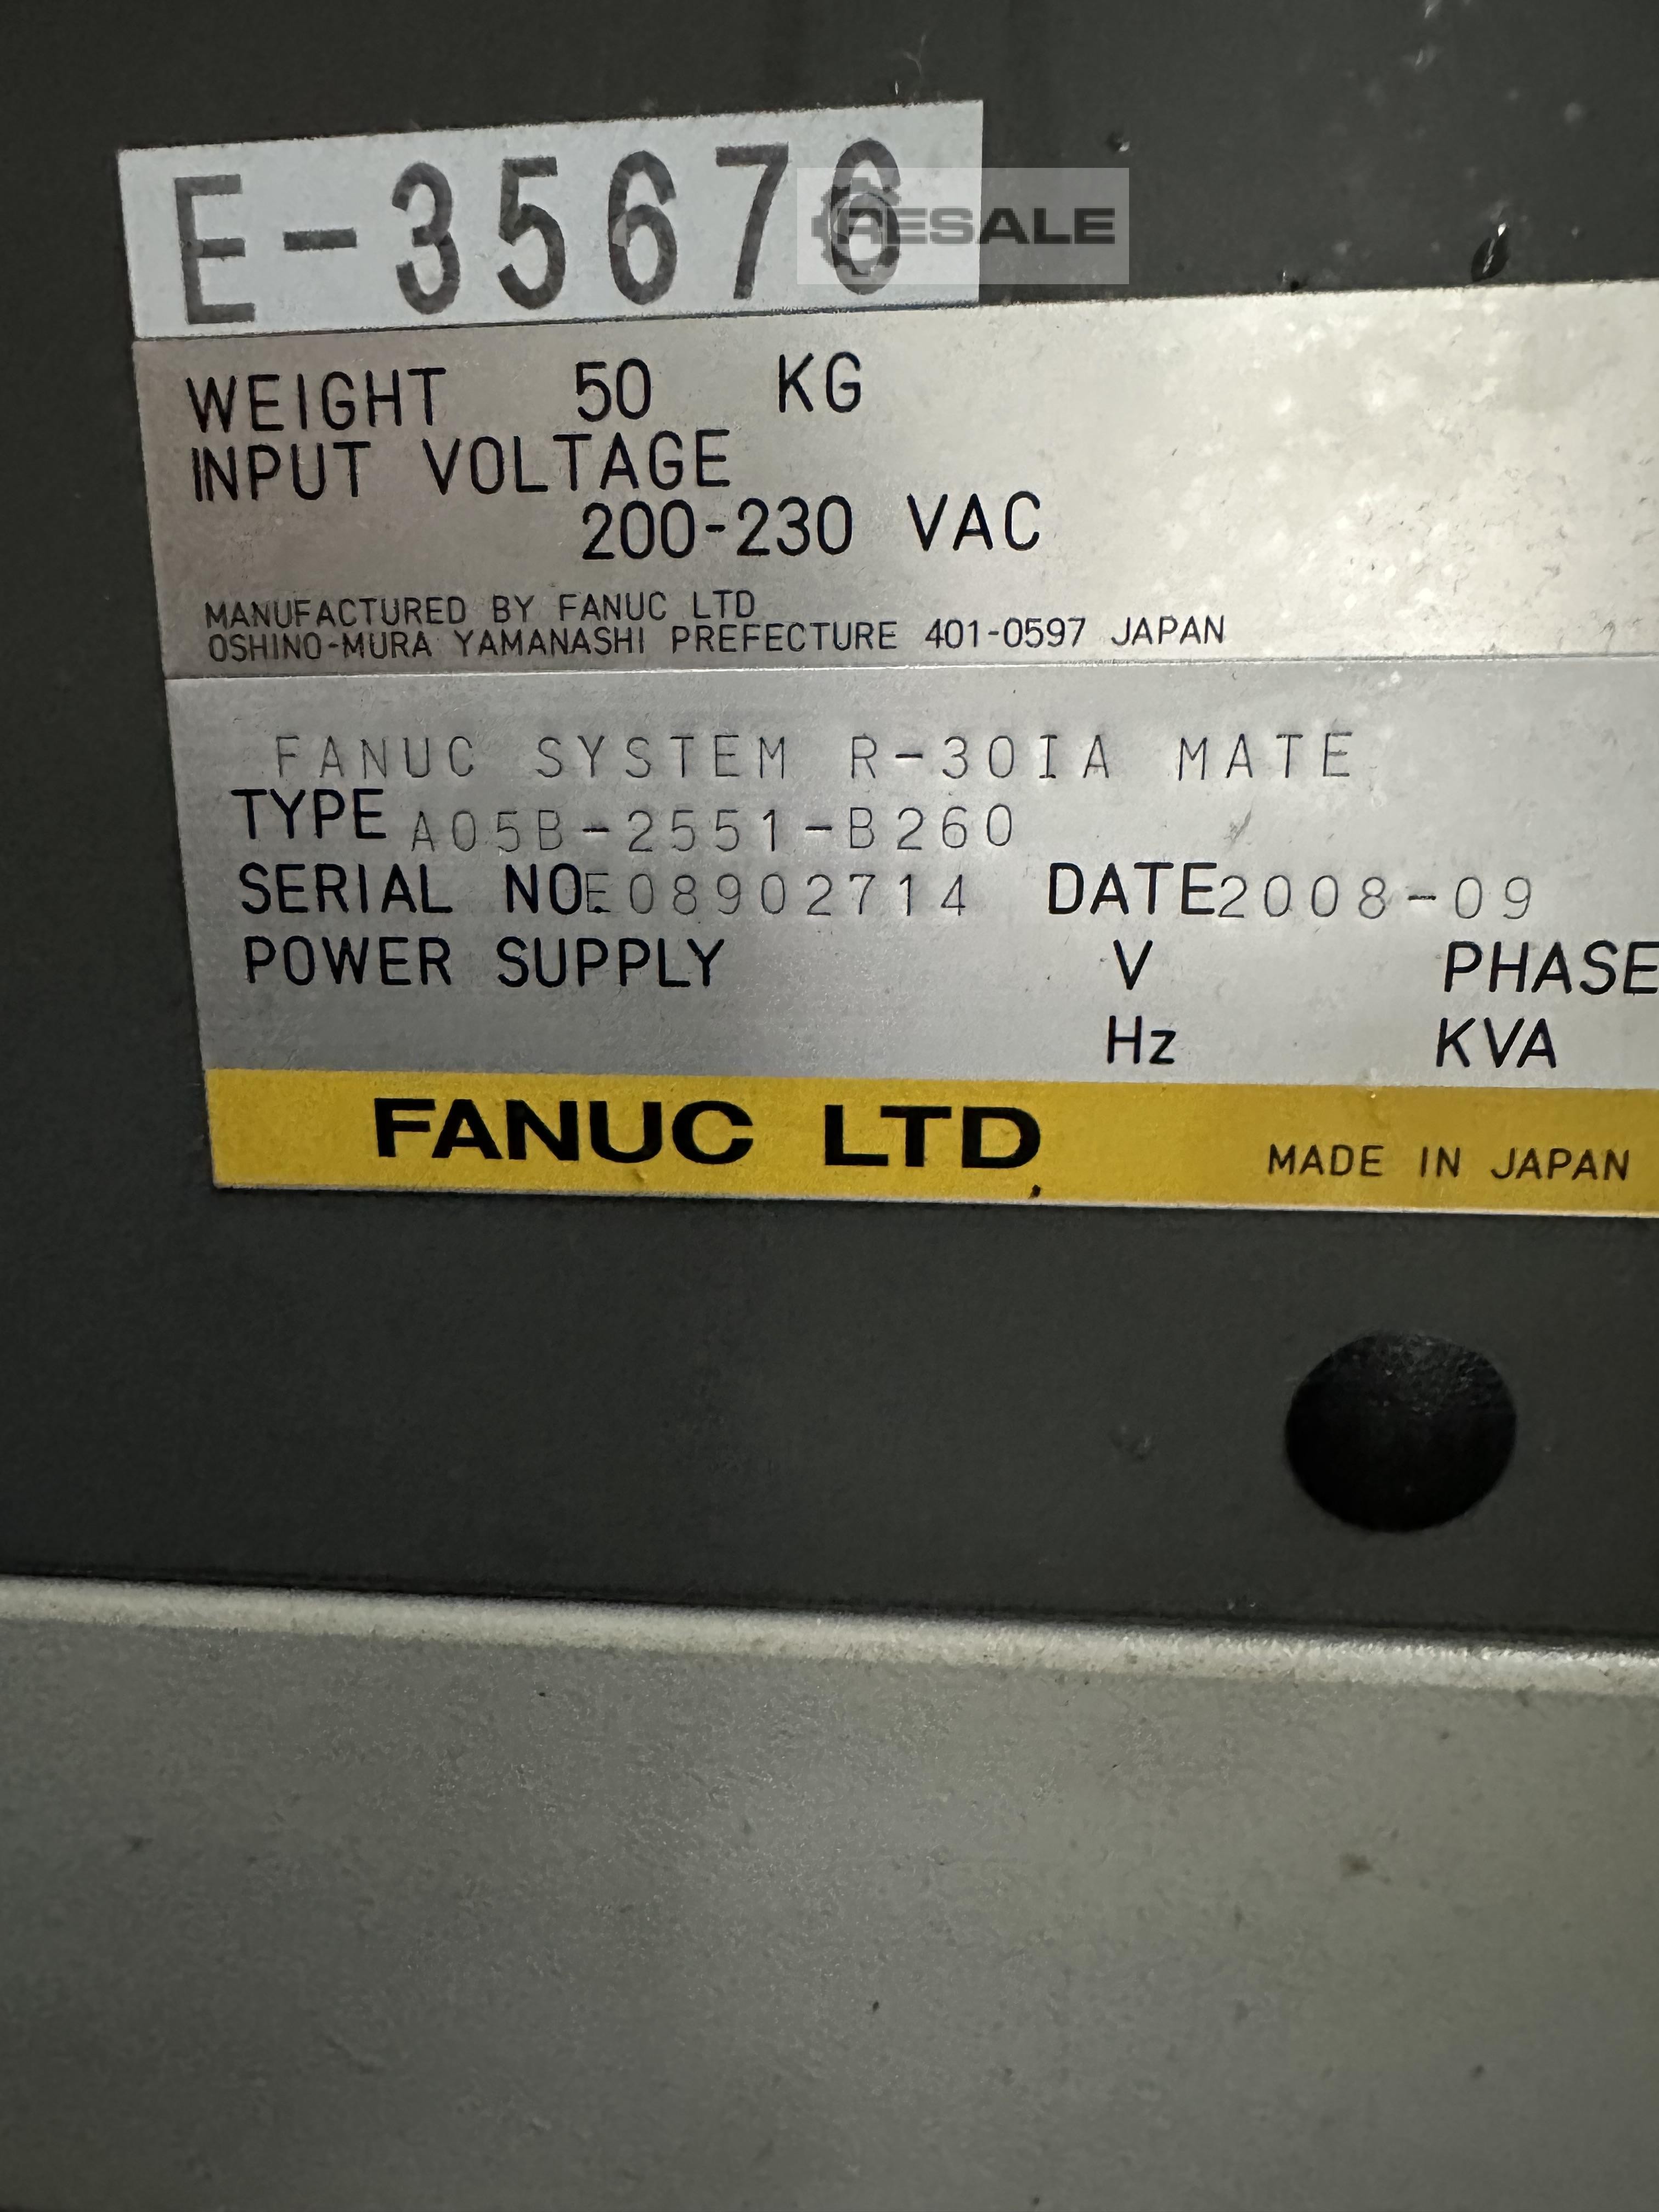 E-35676
RESALE
WEIGHT 50 KG
INPUT VOLTAGE
200-230 VAC
MANUFACTURED BY FANUC LTD
OSHINO-MURA YAMANASHI PREFECTURE 401-0597 JAPAN
FANUC SYSTEM R-30IA MATE
TYPE A05B-2551-B260
SERIAL NO. E08902714 DATE 2008-09
POWER SUPPLY V PHASE
Hz KVA
FANUC LTD MADE IN JAPAN